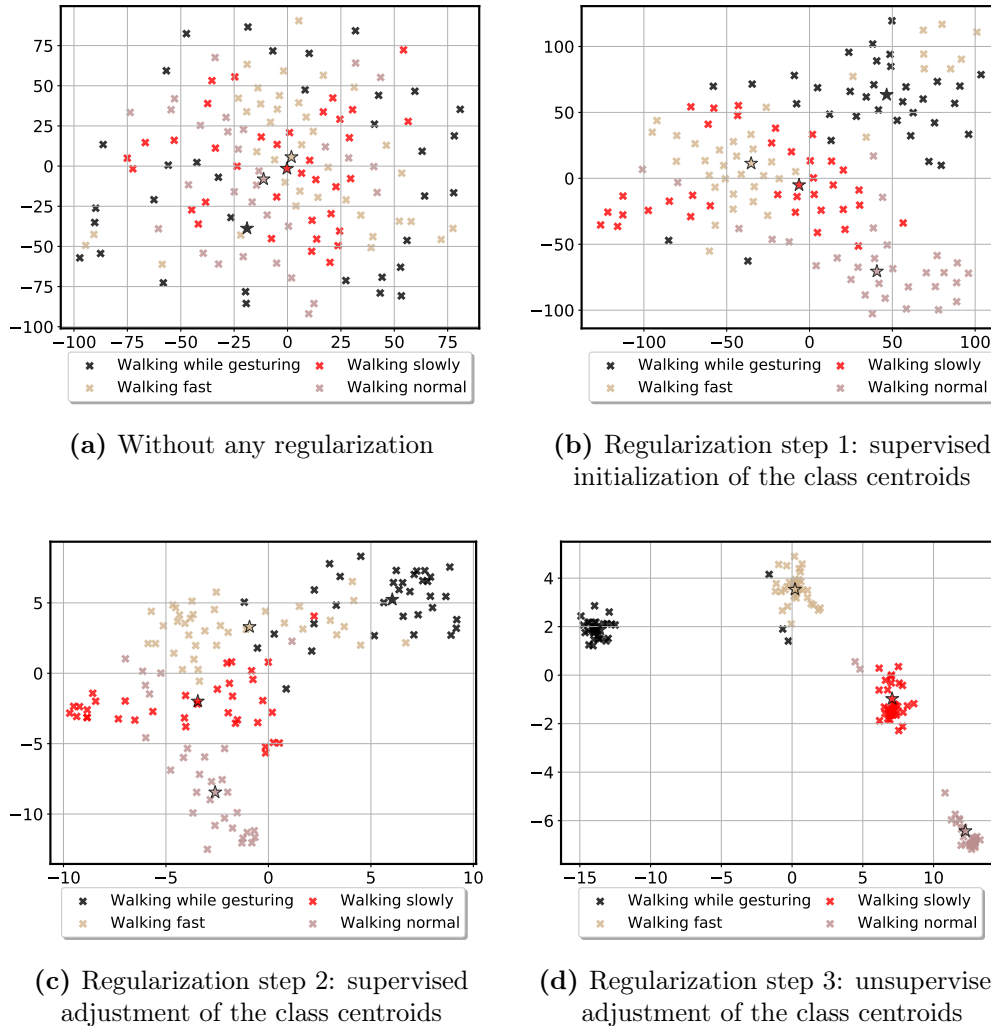 75
50
25
0
−25
−50
−75
−100
−100 −75 −50 −25 0 25 50 75
Walking while gesturing Walking slowly
Walking fast Walking normal
(a) Without any regularization
100
50
0
−50
−100
−100 −50 0 50 100
Walking while gesturing Walking slowly
Walking fast Walking normal
(b) Regularization step 1: supervised
initialization of the class centroids
5
0
−5
−10
−10 −5 0 5 10
Walking while gesturing Walking slowly
Walking fast Walking normal
(c) Regularization step 2: supervised
adjustment of the class centroids
4
2
0
−2
−4
−6
−15 −10 −5 0 5 10
Walking while gesturing Walking slowly
Walking fast Walking normal
(d) Regularization step 3: unsupervise
adjustment of the class centroids